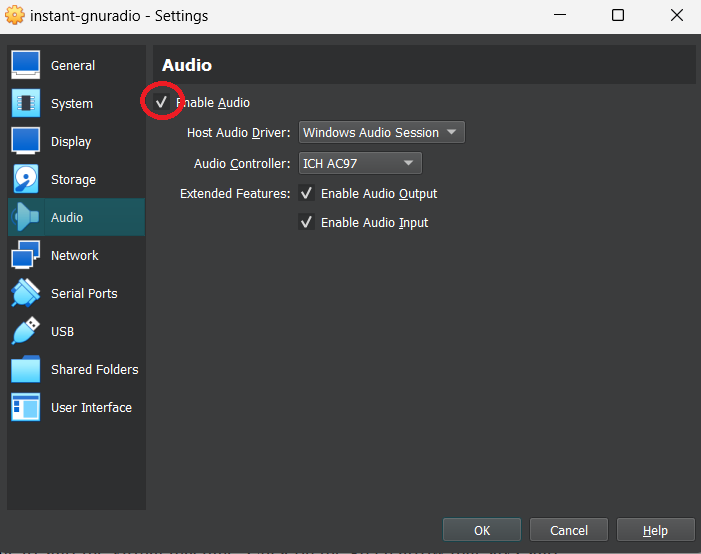 instant-gnuradio - Settings
General
System
Display
Storage
Audio
Network
Serial Ports
USB
Shared Folders
User Interface
Audio
Enable Audio
Host Audio Driver: Windows Audio Session
Audio Controller: ICH AC97
Extended Features: Enable Audio Output
Enable Audio Input
OK Cancel Help